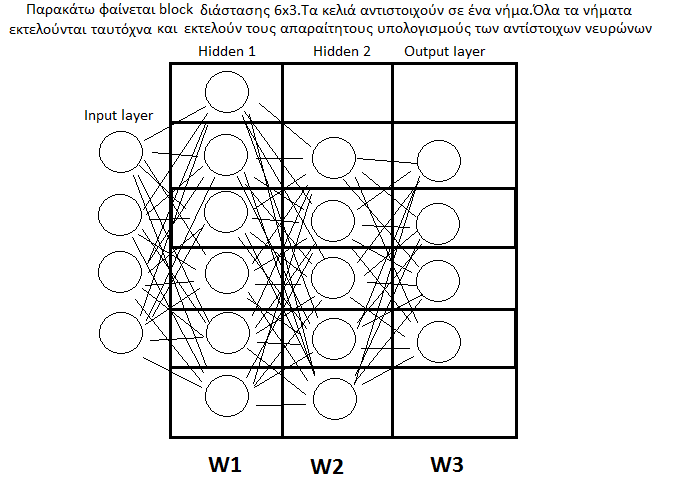 Παρακάτω φαίνεται block διάστασης 6x3.Τα κελιά αντιστοιχούν σε ένα νήμα.Όλα τα νήματα
εκτελούνται ταυτόχνα και εκτελούν τους απαραίτητους υπολογισμούς των αντίστοιχων νευρώνων
Hidden 1 Hidden 2 Output layer
Input layer
W1 W2 W3